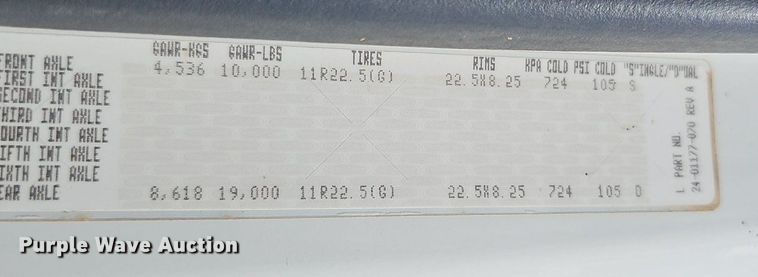 GAWR-KGS GAWR-LBS TIRES RIMS KPA COLD PSI COLD "S"INGLE/"D"UAL
FRONT AXLE 4,536 10,000 11R22.5(G) 22.5X8.25 724 105 S
FIRST INT AXLE
SECOND INT AXLE
THIRD INT AXLE
FOURTH INT AXLE
FIFTH INT AXLE
SIXTH INT AXLE
EAR AXLE 8,618 19,000 11R22.5(G) 22.5X8.25 724 105 D
L PART NO.
24-01177-070 REV A
Purple Wave Auction